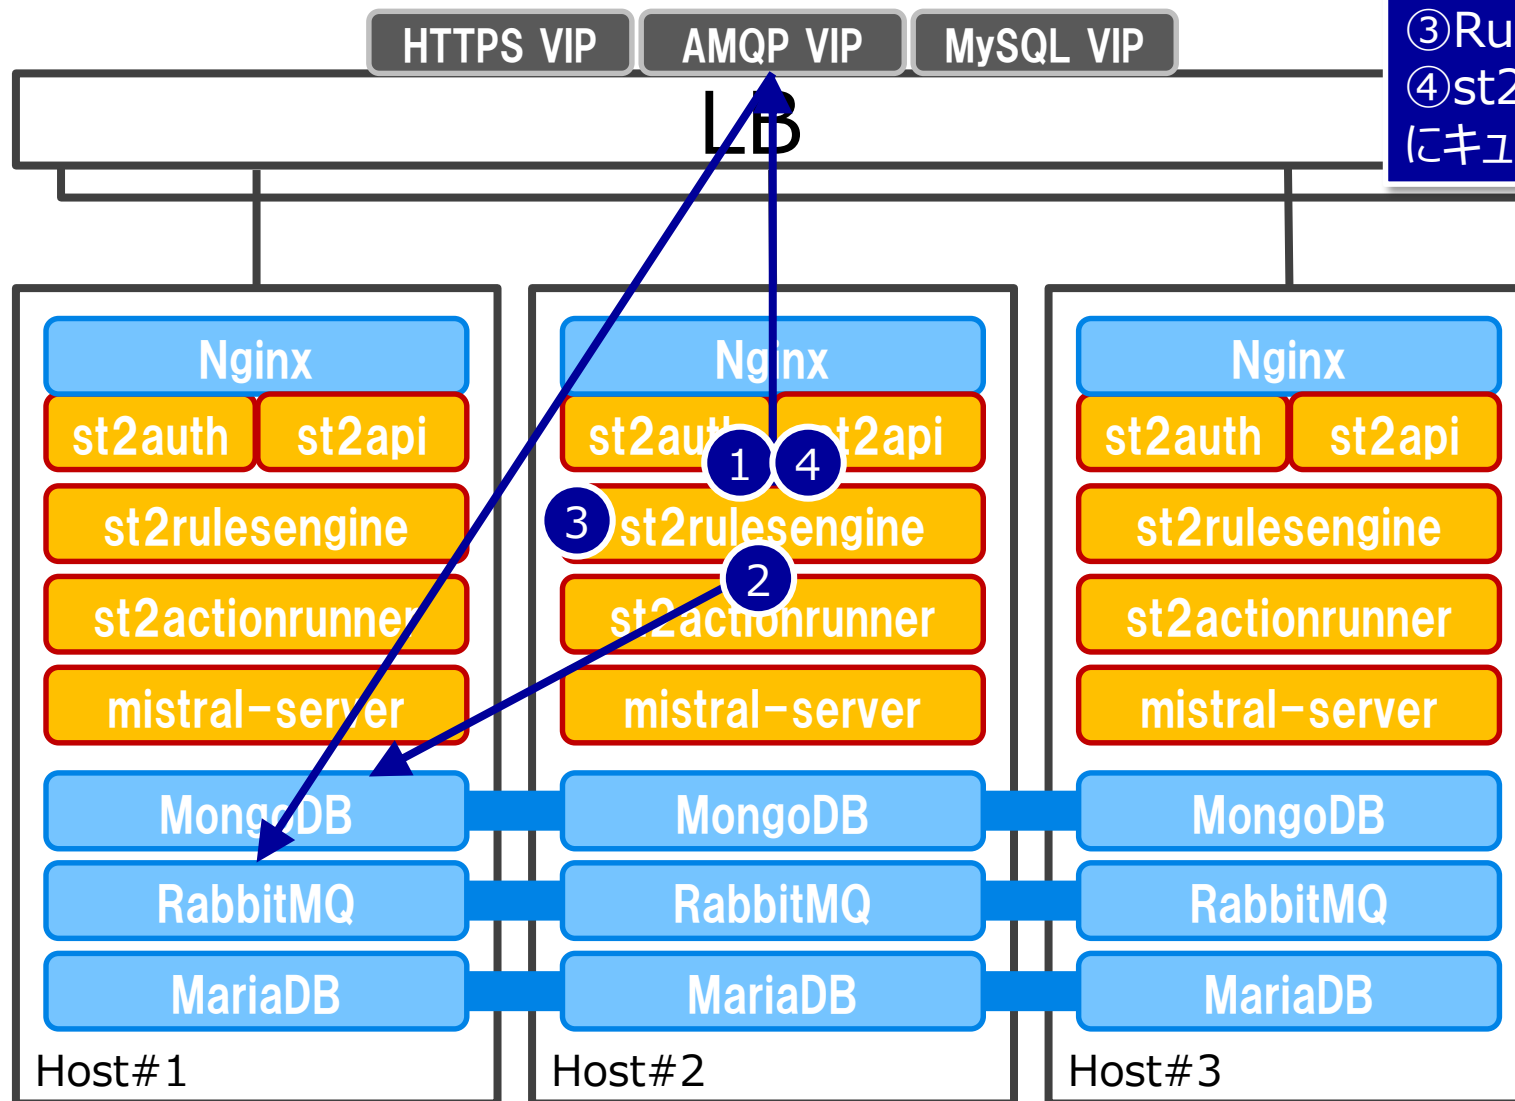 HTTPS VIP
AMQP VIP
MySQL VIP
③Ru
④st2
にキュ
LB
Nginx
st2auth
st2api
st2rulesengine
st2actionrunner
mistral-server
MongoDB
RabbitMQ
MariaDB
Host#1
Nginx
st2auth
st2api
1
4
3
st2rulesengine
2
st2actionrunner
mistral-server
MongoDB
RabbitMQ
MariaDB
Host#2
Nginx
st2auth
st2api
st2rulesengine
st2actionrunner
mistral-server
MongoDB
RabbitMQ
MariaDB
Host#3